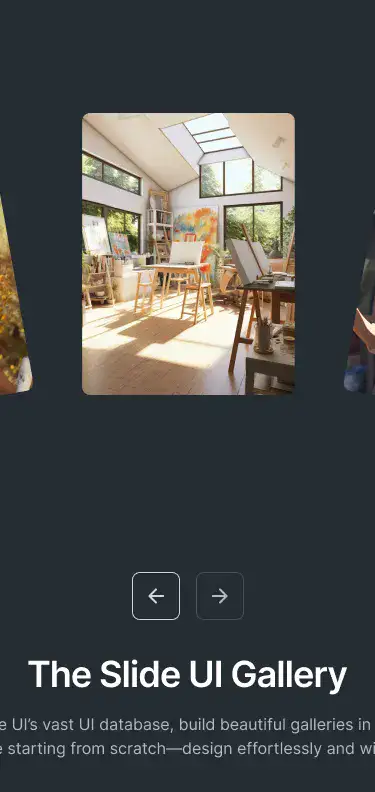 The Slide UI Gallery
e UI's vast UI database, build beautiful galleries in
starting from scratch—design effortlessly and wi